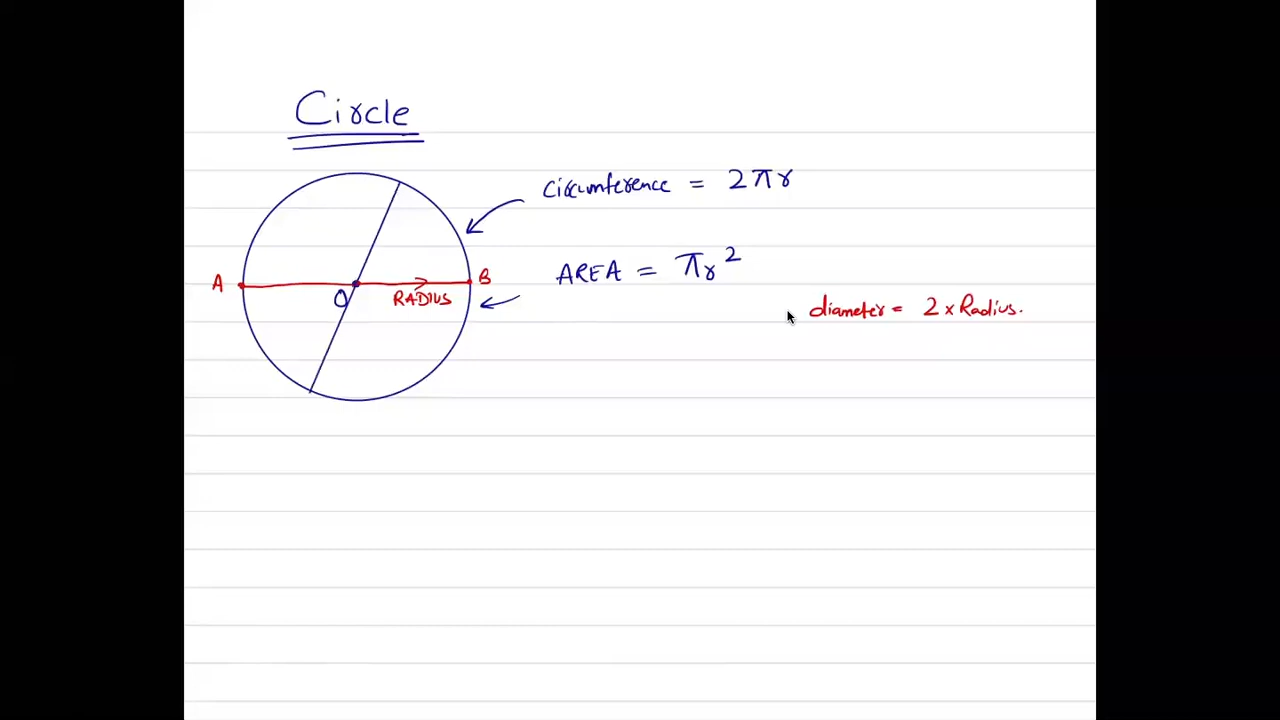 Circle
Circumference = 2πr
AREA = πr²
A
B
O
RADIUS
diameter = 2 × Radius.